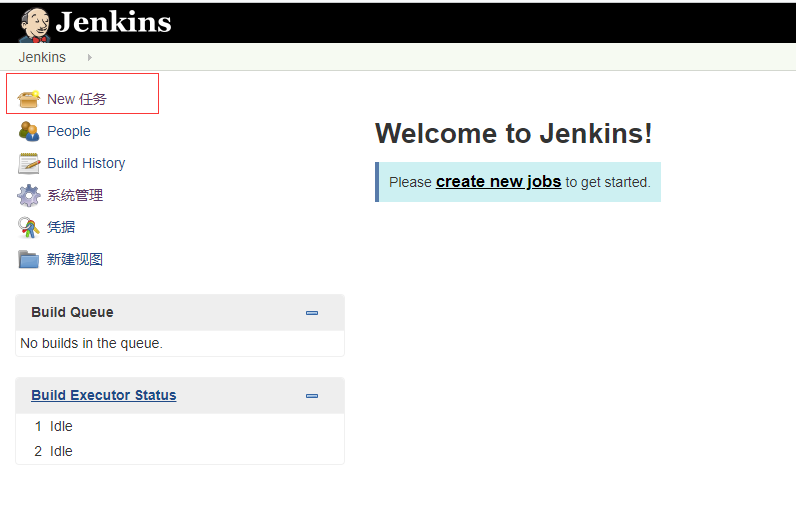 Jenkins
Jenkins
New 任务
People
Build History
系统管理
凭据
新建视图
Welcome to Jenkins!
Please create new jobs to get started.
Build Queue
No builds in the queue.
Build Executor Status
1 Idle
2 Idle